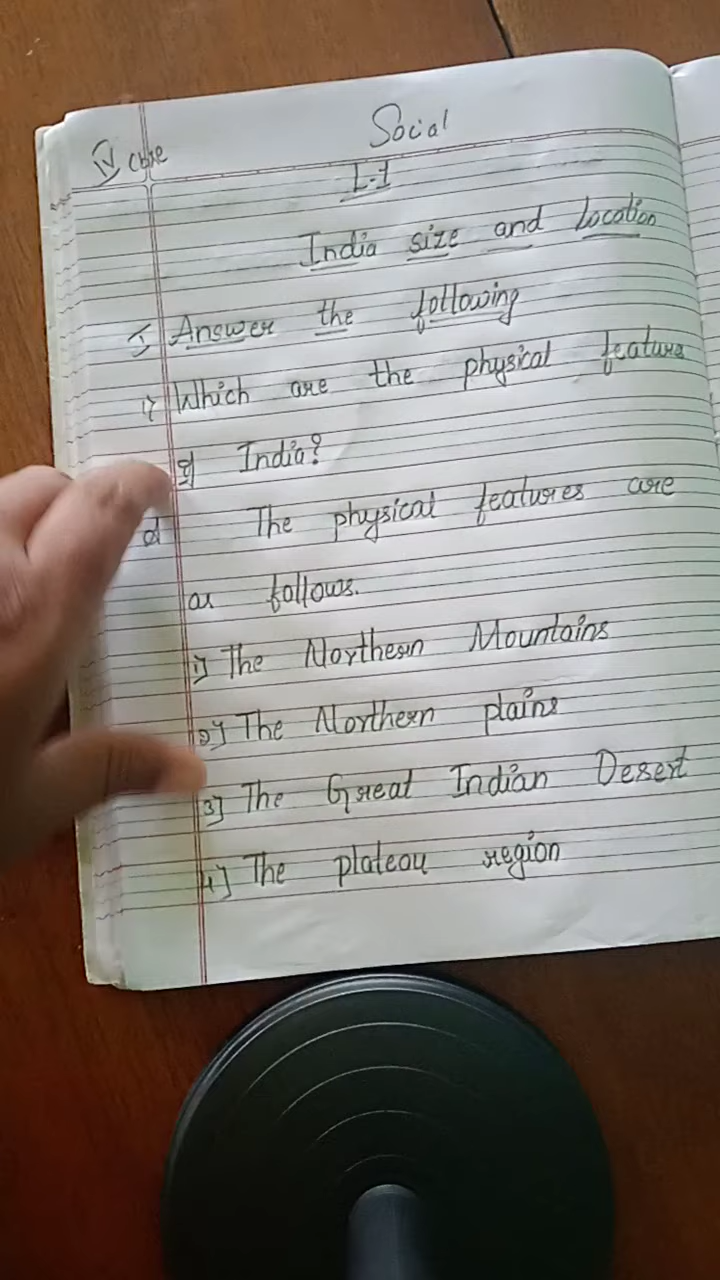 IV CBSE
Social
L-1
India size and Location
I) Answer the following
1) Which are the physical feature
of India?
The physical features are
as follows.
1) The Northern Mountains
2) The Northern plains
3] The Great Indian Desert
4] The plateau region